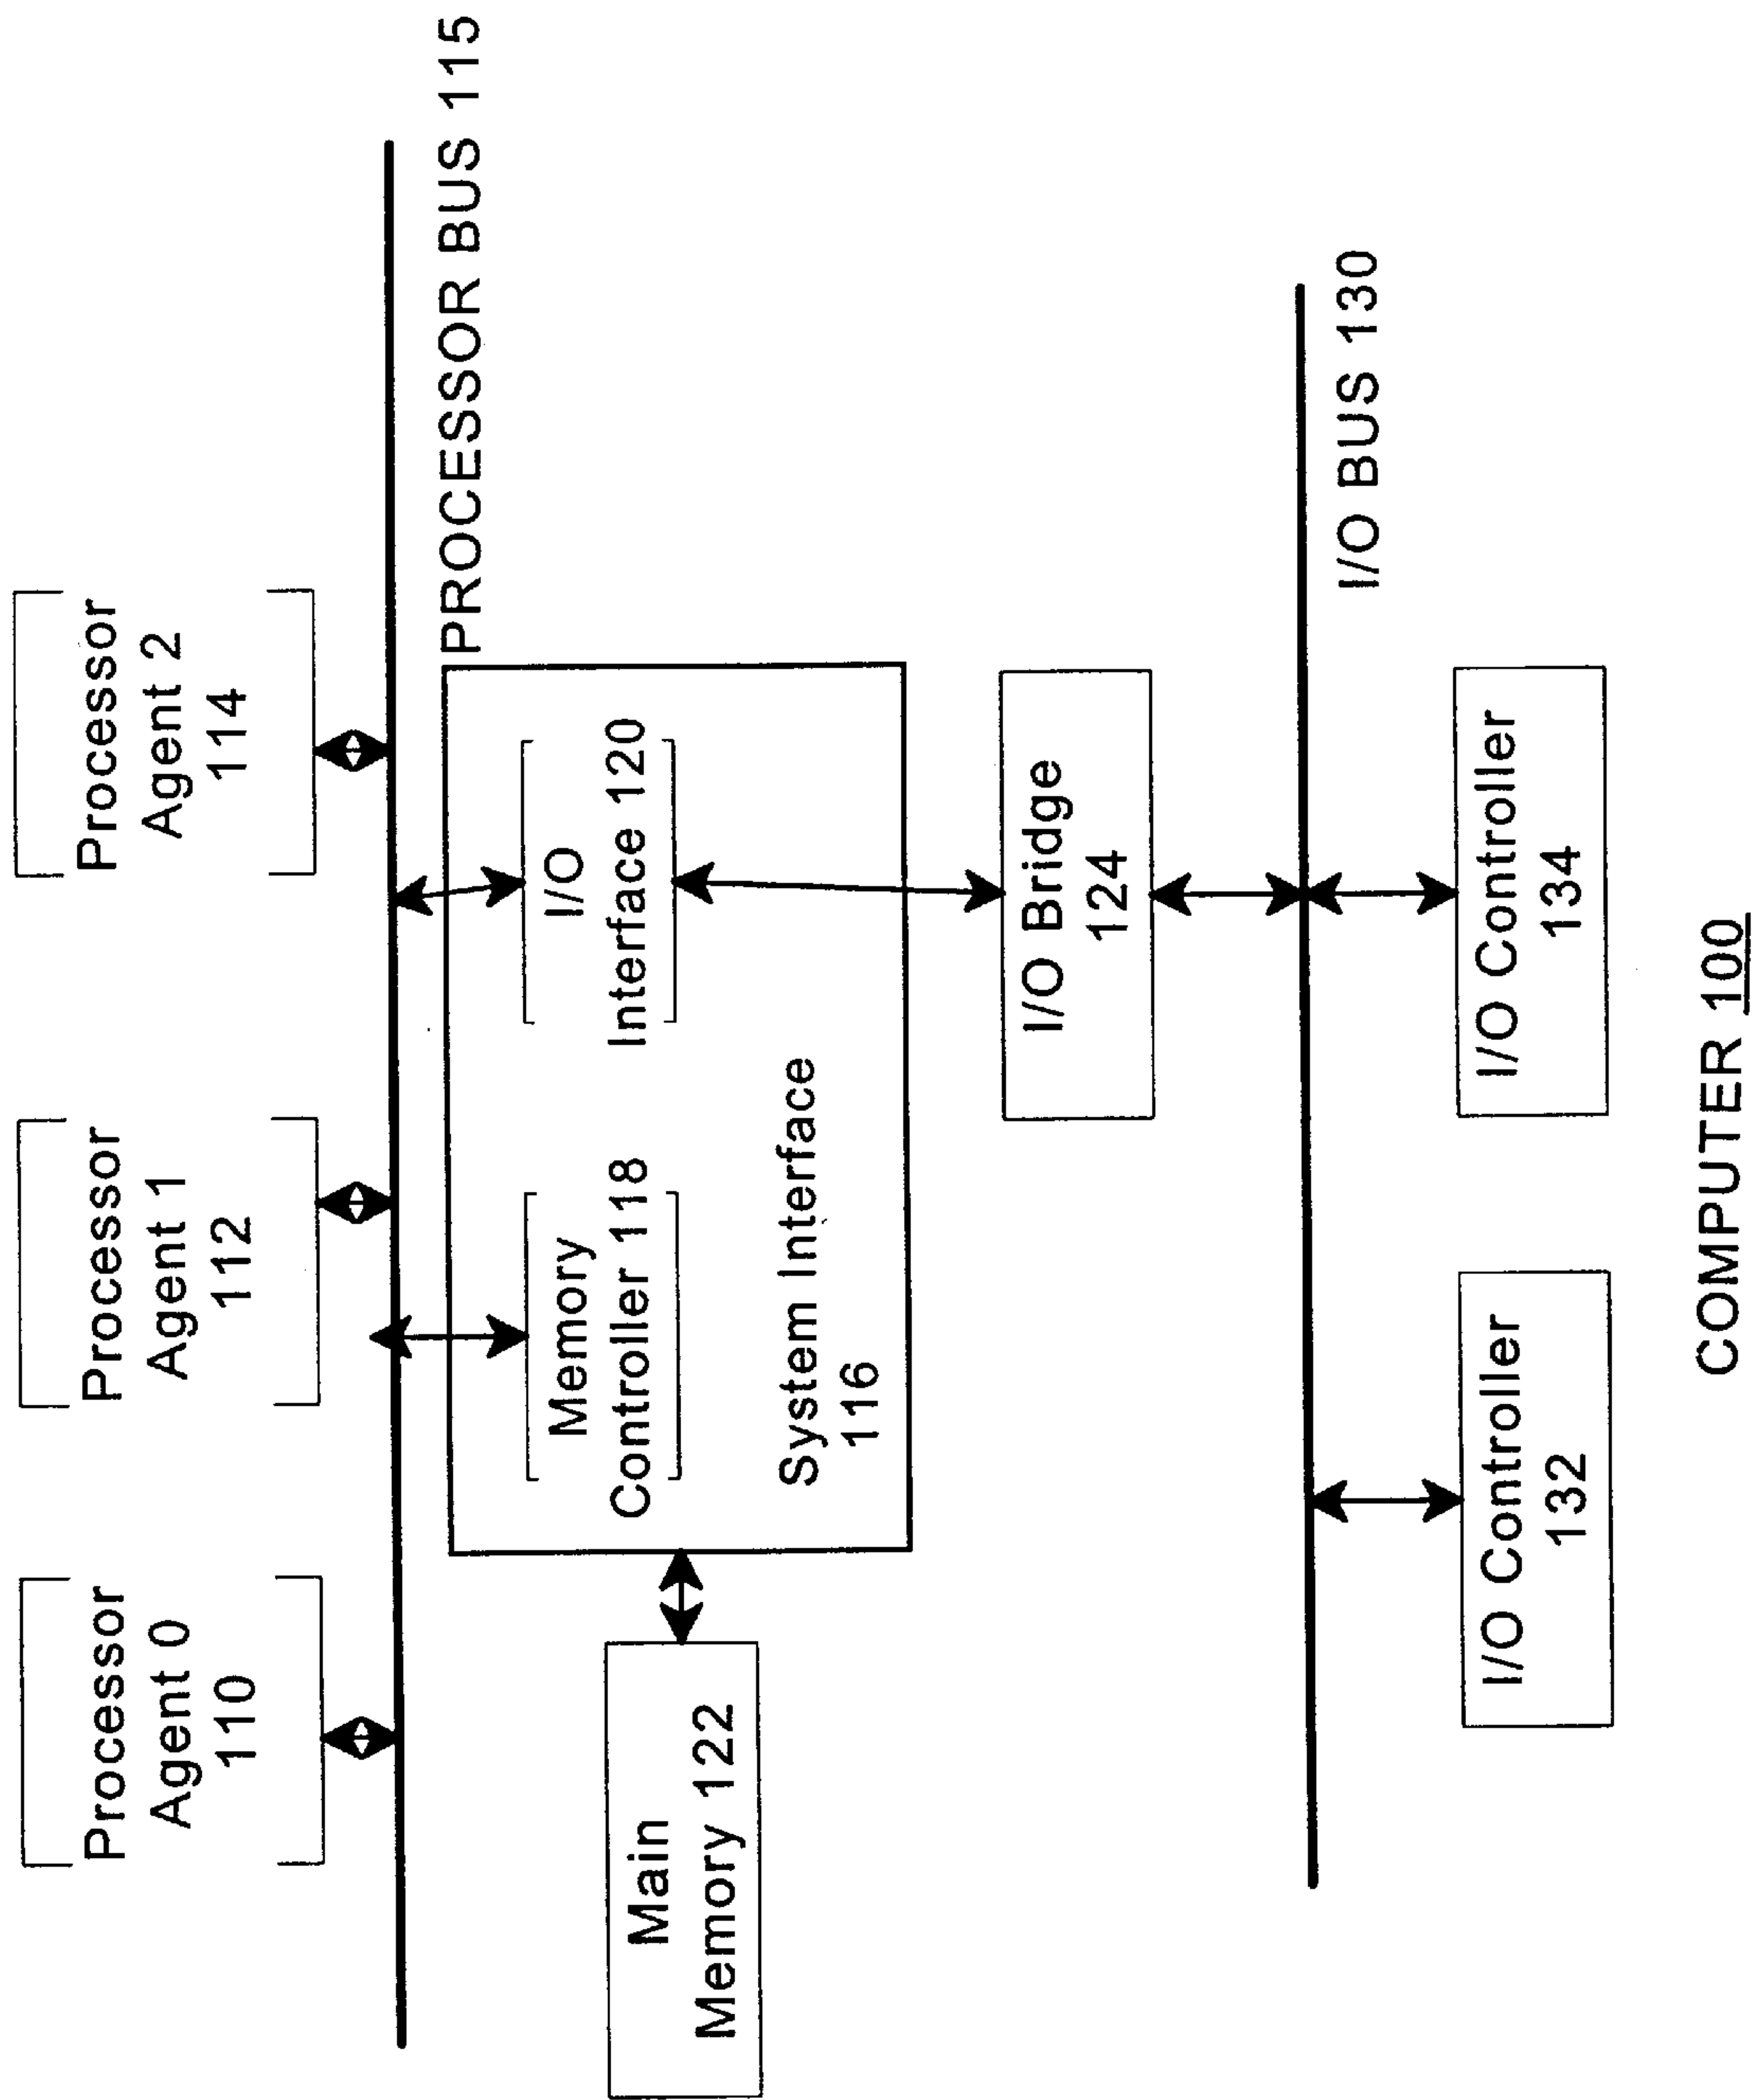 Processor
Agent 0
110
Processor
Agent 1
112
Processor
Agent 2
114
PROCESSOR BUS 115
Memory
Controller 118
I/O
Interface 120
System Interface
116
Main
Memory 122
I/O Bridge
124
I/O BUS 130
I/O Controller
132
I/O Controller
134
COMPUTER 100